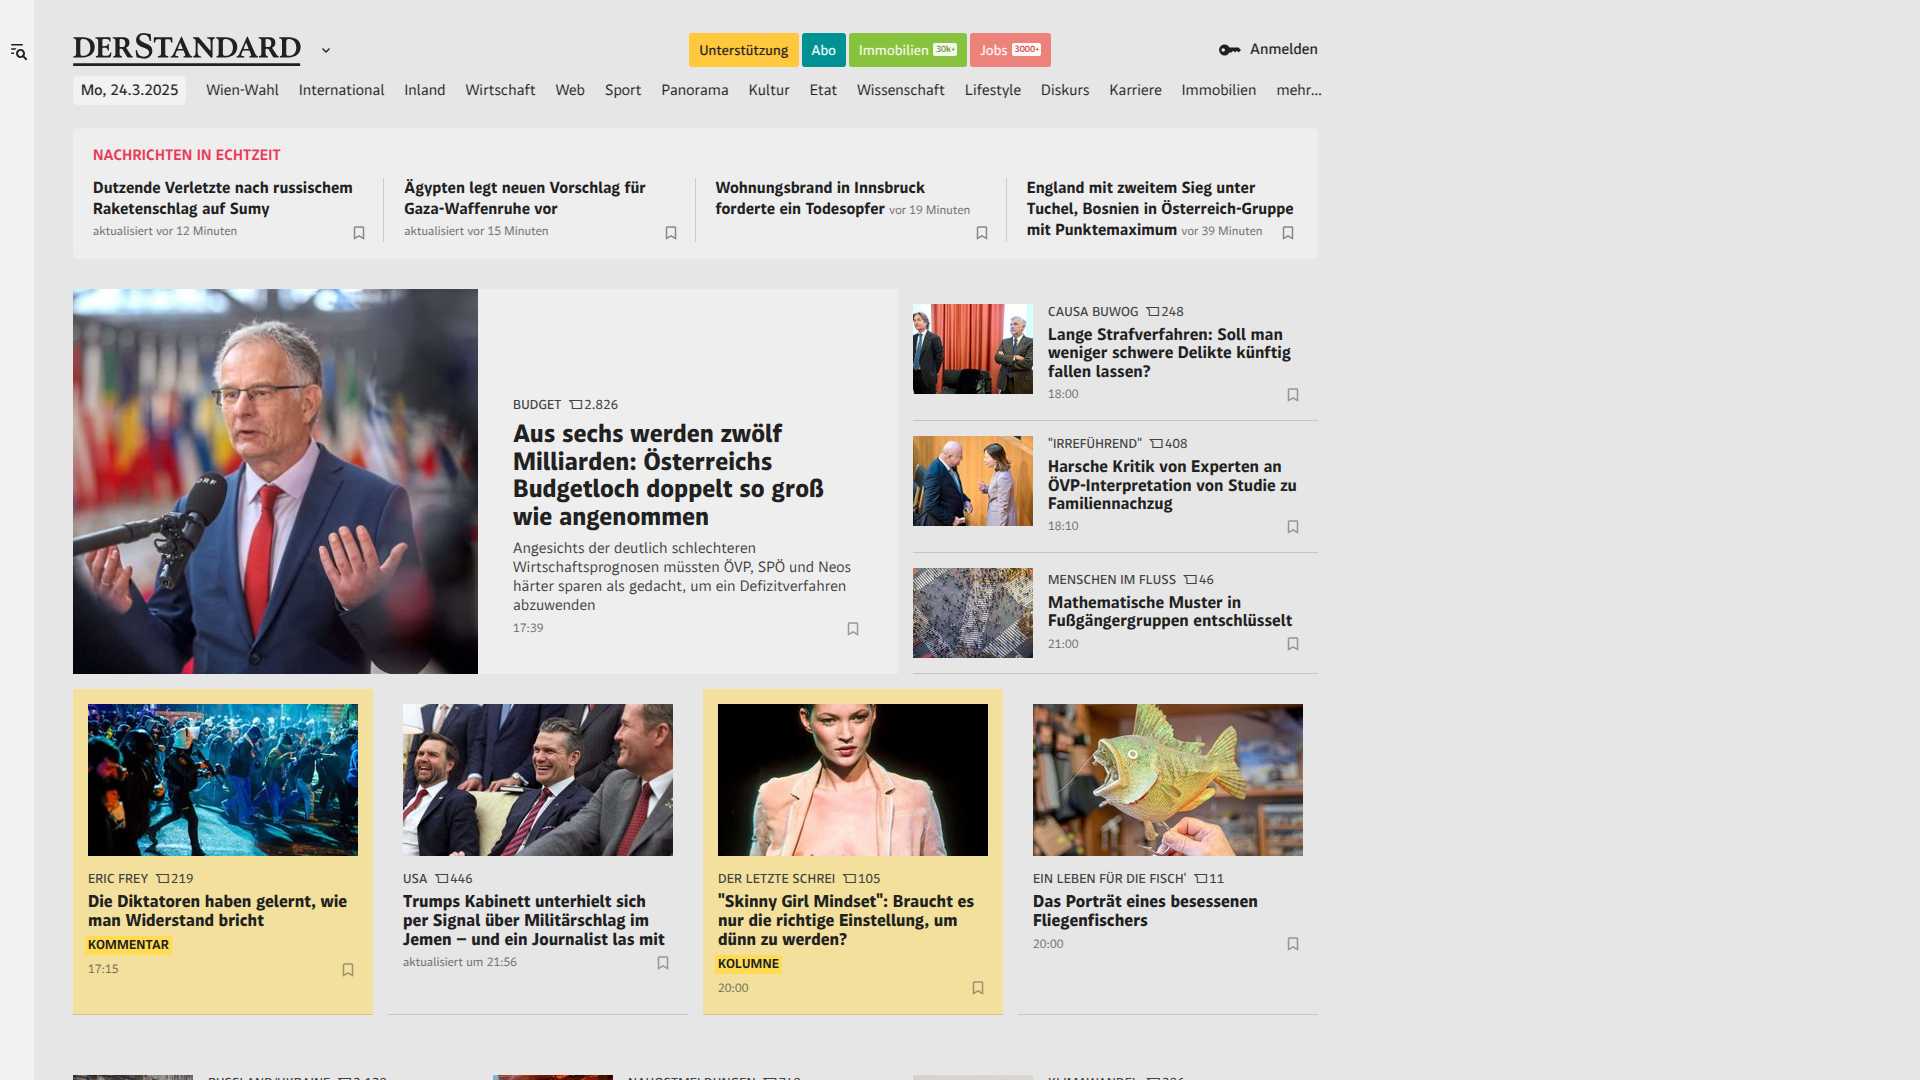 DERSTANDARD
Unterstützung Abo Immobilien 30k+ Jobs 3000+
Anmelden
Mo, 24.3.2025 Wien-Wahl International Inland Wirtschaft Web Sport Panorama Kultur Etat Wissenschaft Lifestyle Diskurs Karriere Immobilien mehr...
NACHRICHTEN IN ECHTZEIT
Dutzende Verletzte nach russischem
Raketenschlag auf Sumy
aktualisiert vor 12 Minuten
Ägypten legt neuen Vorschlag für
Gaza-Waffenruhe vor
aktualisiert vor 15 Minuten
Wohnungsbrand in Innsbruck
forderte ein Todesopfer vor 19 Minuten
England mit zweitem Sieg unter
Tuchel, Bosnien in Österreich-Gruppe
mit Punktemaximum vor 39 Minuten
ORF
BUDGET 2.826
Aus sechs werden zwölf
Milliarden: Österreichs
Budgetloch doppelt so groß
wie angenommen
Angesichts der deutlich schlechteren
Wirtschaftsprognosen müssten ÖVP, SPÖ und Neos
härter sparen als gedacht, um ein Defizitverfahren
abzuwenden
17:39
CAUSA BUWOG 248
Lange Strafverfahren: Soll man
weniger schwere Delikte künftig
fallen lassen?
18:00
"IRREFÜHREND" 408
Harsche Kritik von Experten an
ÖVP-Interpretation von Studie zu
Familiennachzug
18:10
MENSCHEN IM FLUSS 46
Mathematische Muster in
Fußgängergruppen entschlüsselt
21:00
ERIC FREY 219
Die Diktatoren haben gelernt, wie
man Widerstand bricht
KOMMENTAR
17:15
USA 446
Trumps Kabinett unterhielt sich
per Signal über Militärschlag im
Jemen – und ein Journalist las mit
aktualisiert um 21:56
DER LETZTE SCHREI 105
"Skinny Girl Mindset": Braucht es
nur die richtige Einstellung, um
dünn zu werden?
KOLUMNE
20:00
EIN LEBEN FÜR DIE FISCH' 11
Das Porträt eines besessenen
Fliegenfischers
20:00